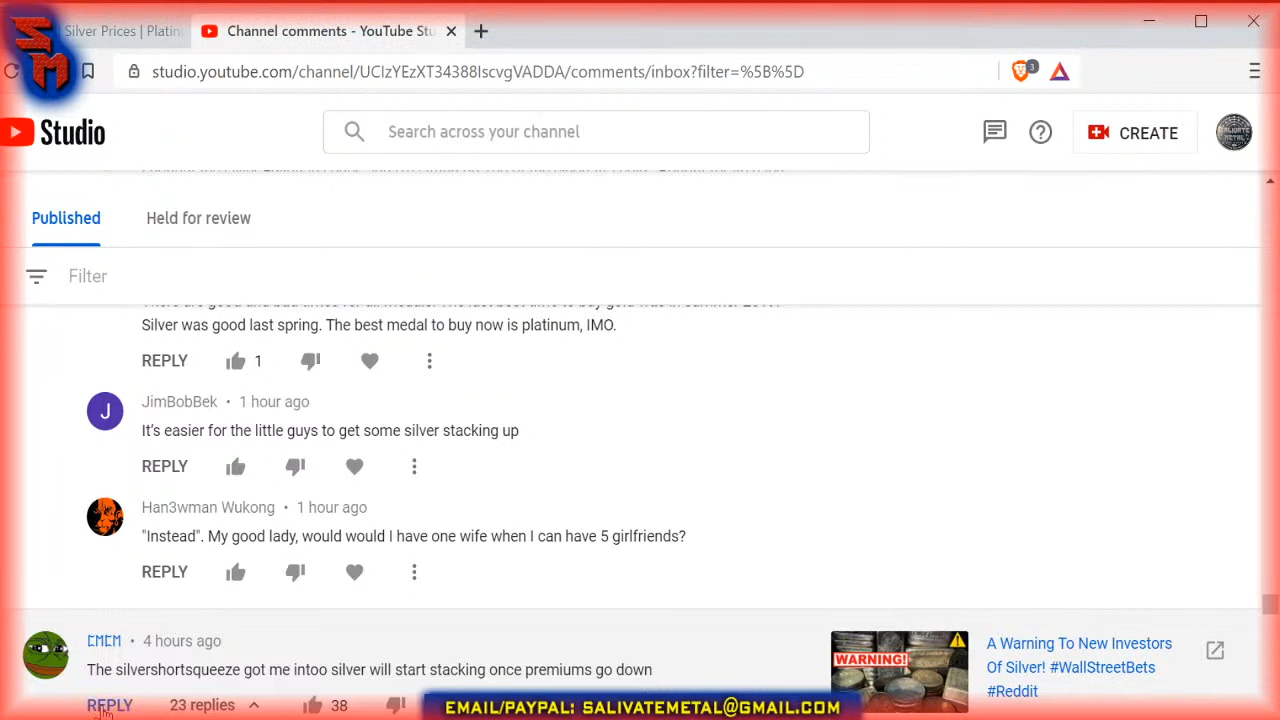 SM
Silver Prices | Platin
Channel comments - YouTube Stu
studio.youtube.com/channel/UCIzYEzXT34388IscvgVADDA/comments/inbox?filter=%5B%5D
3
Studio
Search across your channel
CREATE
Published
Held for review
Filter
Silver was good last spring. The best medal to buy now is platinum, IMO.
REPLY 1
J
JimBobBek • 1 hour ago
It's easier for the little guys to get some silver stacking up
REPLY
Han3wman Wukong • 1 hour ago
"Instead". My good lady, would would I have one wife when I can have 5 girlfriends?
REPLY
EMEM • 4 hours ago
The silvershortsqueeze got me intoo silver will start stacking once premiums go down
REPLY 23 replies 38
WARNING!
A Warning To New Investors
Of Silver! #WallStreetBets
#Reddit
EMAIL/PAYPAL: SALIVATEMETAL@GMAIL.COM